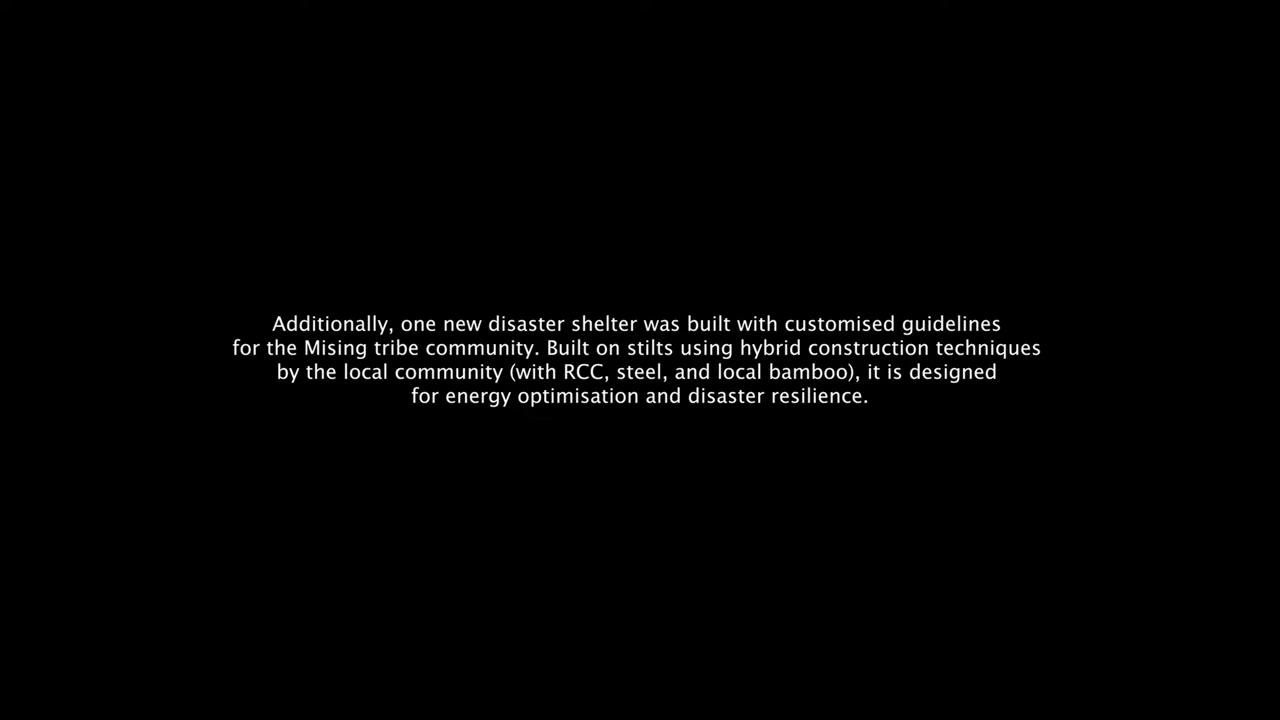 Additionally, one new disaster shelter was built with customised guidelines
for the Mising tribe community. Built on stilts using hybrid construction techniques
by the local community (with RCC, steel, and local bamboo), it is designed
for energy optimisation and disaster resilience.